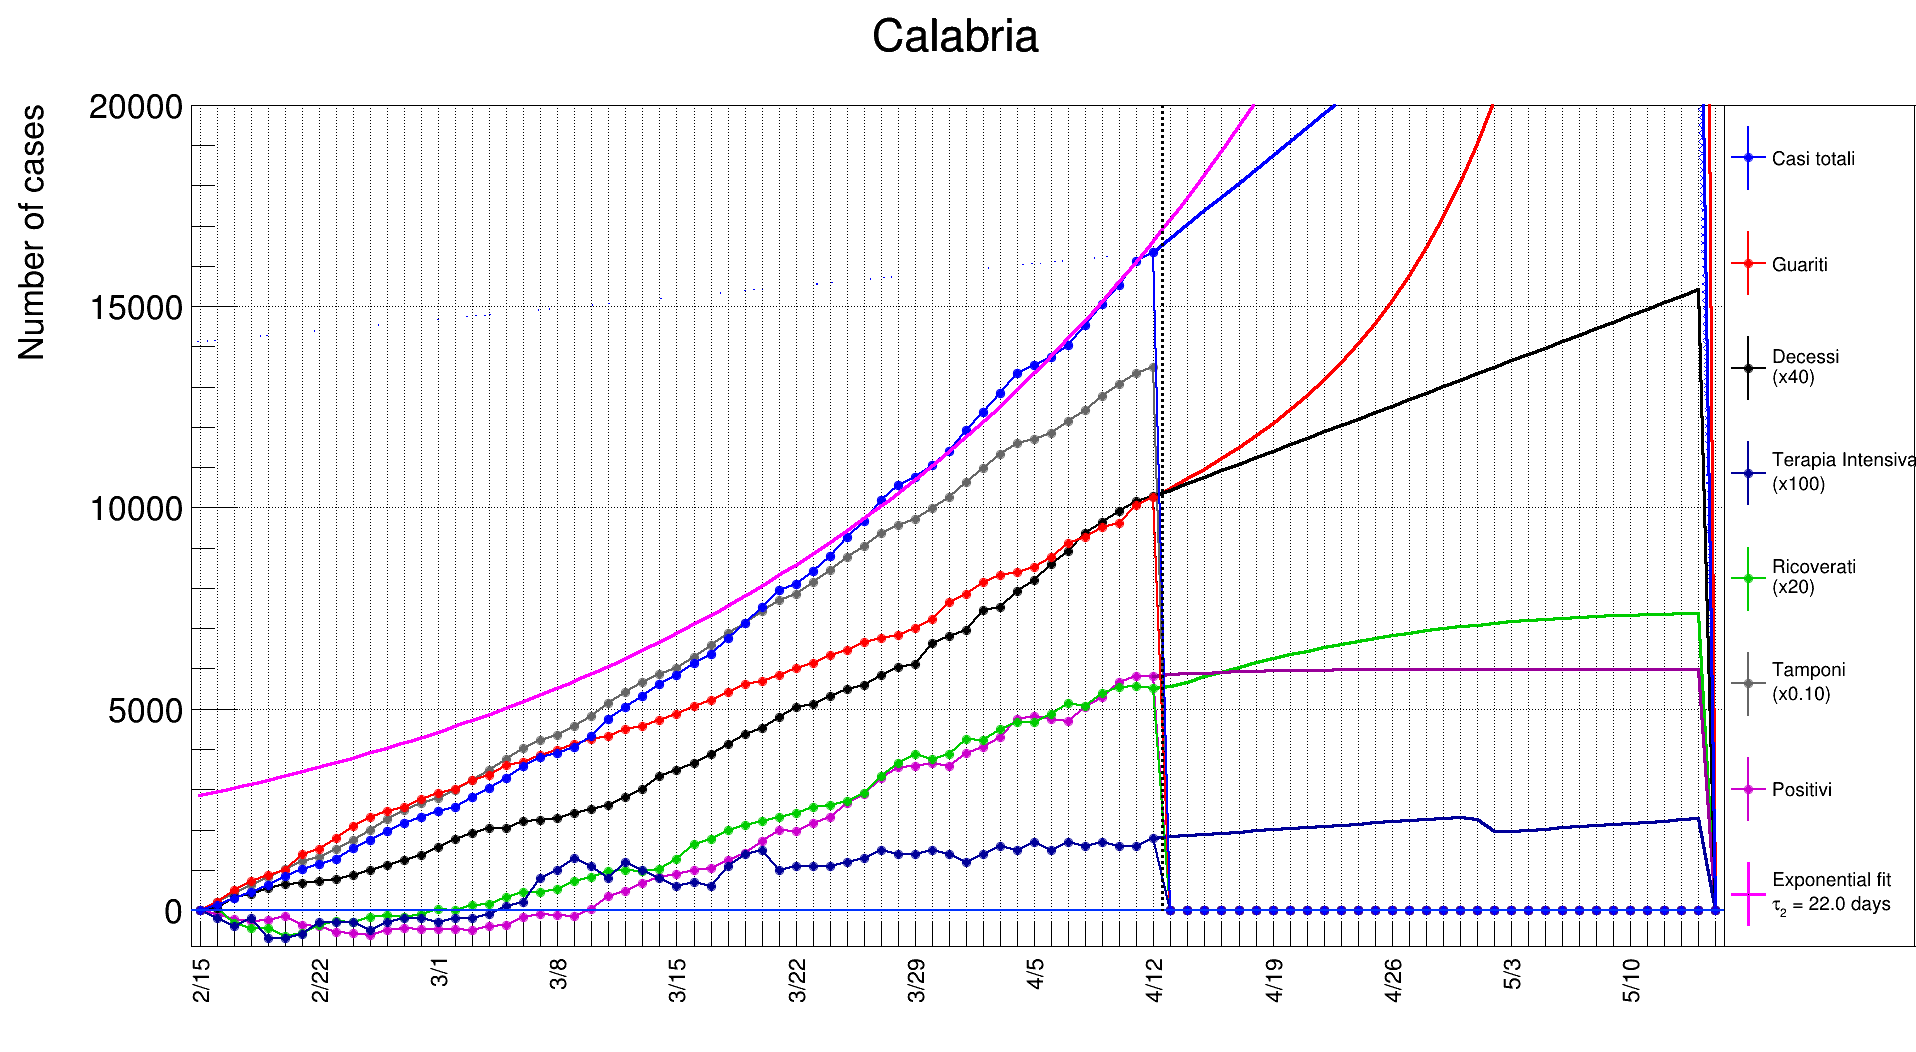 Calabria
Number of cases
20000
15000
10000
5000
0
2/15
2/22
3/1
3/8
3/15
3/22
3/29
4/5
4/12
4/19
4/26
5/3
5/10
Casi totali
Guariti
Decessi
(x40)
Terapia Intensiva
(x100)
Ricoverati
(x20)
Tamponi
(x0.10)
Positivi
Exponential fit
τ2 = 22.0 days